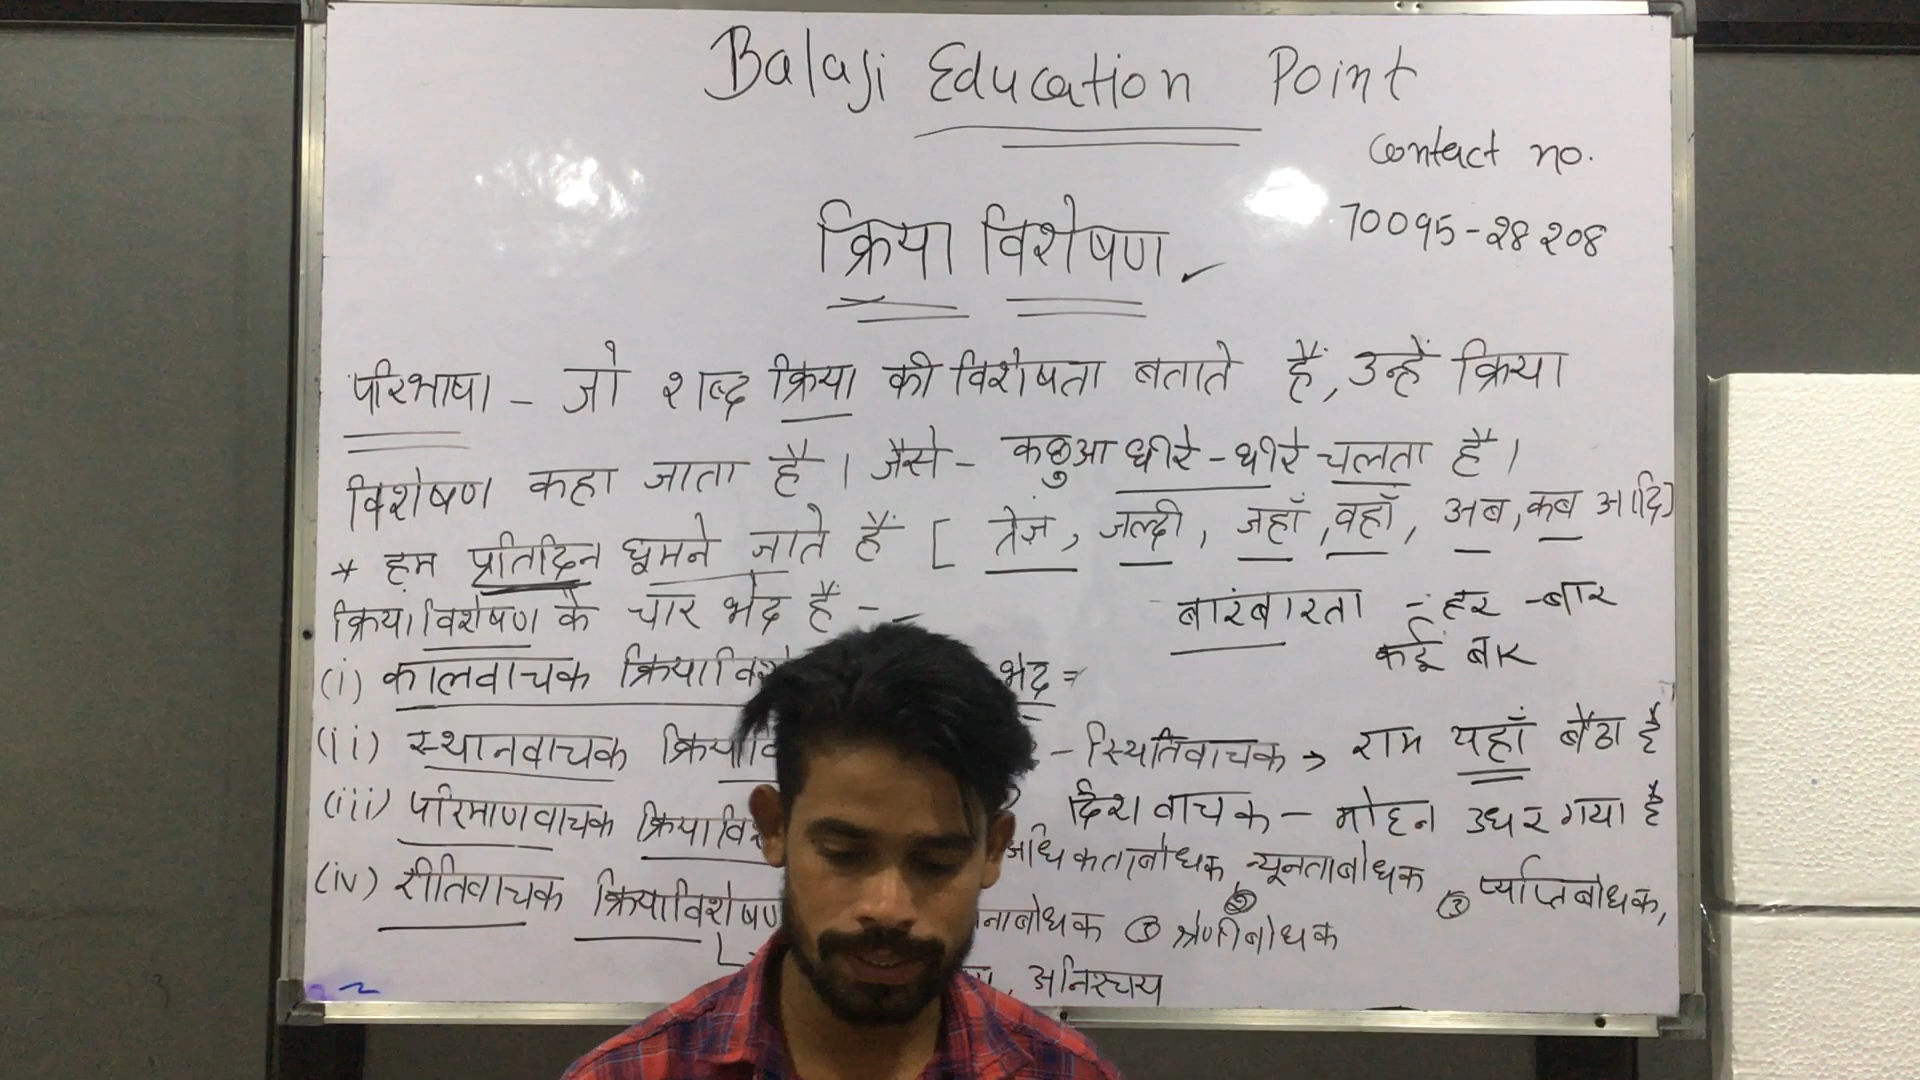 Balaji Education Point
contact no.
70095-28208
क्रिया विशेषण
परिभाषा - जो शब्द क्रिया की विशेषता बताते हैं, उन्हें क्रिया
विशेषण कहा जाता है। जैसे - कछुआ धीरे-धीरे चलता है।
* हम प्रतिदिन घूमने जाते हैं [ तेज़, जल्दी, जहाँ, वहाँ, अब, कब आदि]
क्रिया विशेषण के चार भेद हैं -
बारंबारता - हर - बार
कई बार
(i) कालवाचक क्रियाविशे भेद =
(ii) स्थानवाचक क्रियावि - स्थितिवाचक → राम यहाँ बैठा है
(iii) परिमाणवाचक क्रियाविशे दिशावाचक - मोहन उधर गया है
अधिकताबोधक, न्यूनताबोधक ③ र्प्याप्तबोधक,
(iv) रीतिवाचक क्रियाविशेषण नाबोधक श्रेणीबोधक
, अनिश्चय